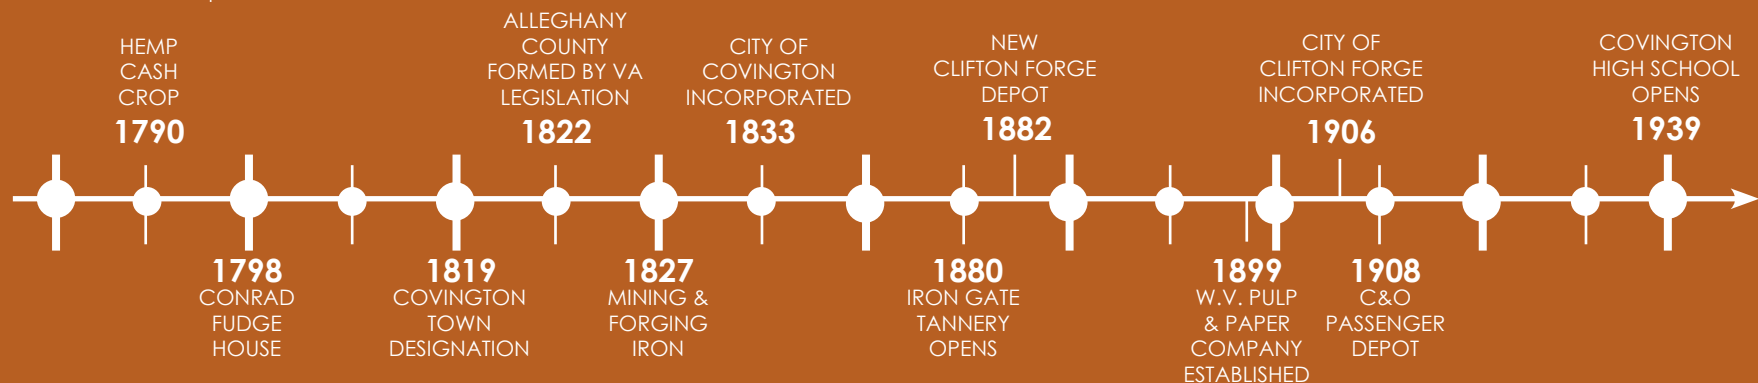 HEMP
CASH
CROP
1790
ALLEGHANY
COUNTY
FORMED BY VA
LEGISLATION
1822
CITY OF
COVINGTON
INCORPORATED
1833
NEW
CLIFTON FORGE
DEPOT
1882
CITY OF
CLIFTON FORGE
INCORPORATED
1906
COVINGTON
HIGH SCHOOL
OPENS
1939
1798
CONRAD
FUDGE
HOUSE
1819
COVINGTON
TOWN
DESIGNATION
1827
MINING &
FORGING
IRON
1880
IRON GATE
TANNERY
OPENS
1899
W.V. PULP
& PAPER
COMPANY
ESTABLISHED
1908
C&O
PASSENGER
DEPOT